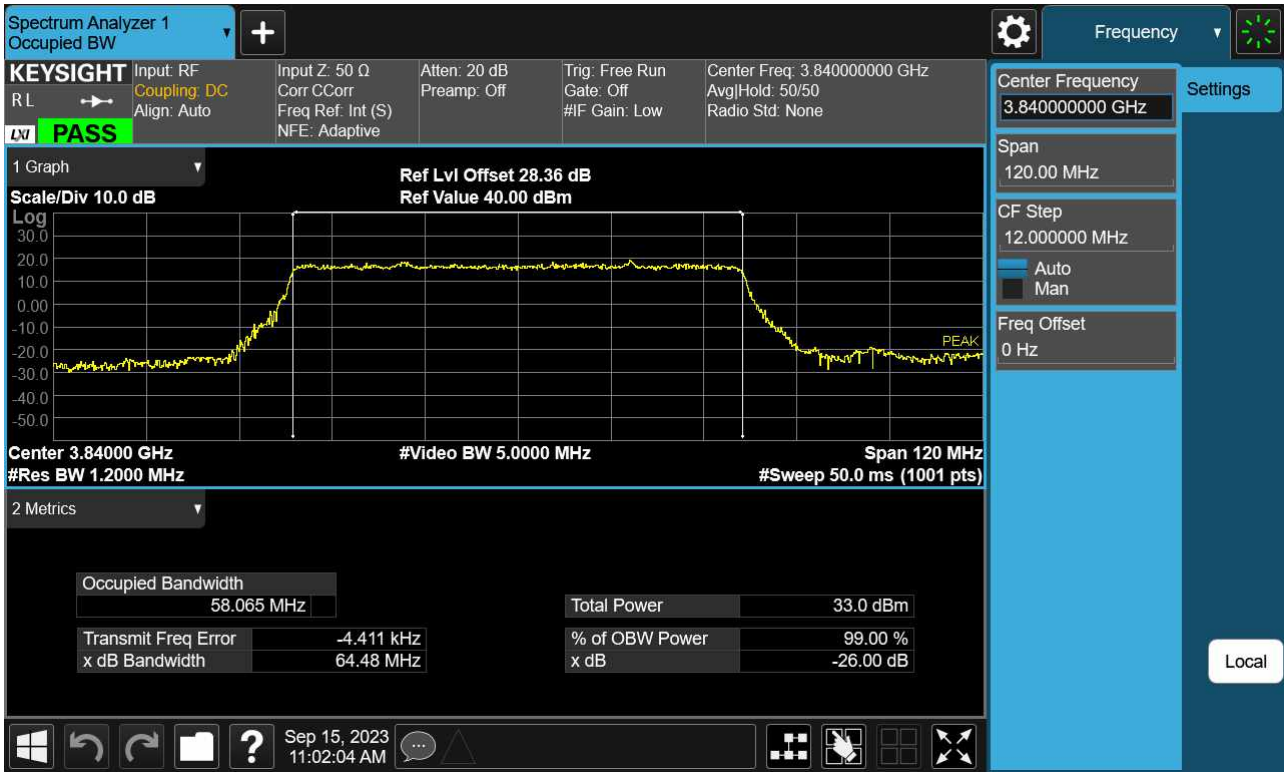 Spectrum Analyzer 1
Occupied BW
+
Frequency
KEYSIGHT
RL
LXI PASS
Input: RF
Coupling: DC
Align: Auto
Input Z: 50 Ω
Corr CCorr
Freq Ref: Int (S)
NFE: Adaptive
Atten: 20 dB
Preamp: Off
Trig: Free Run
Gate: Off
#IF Gain: Low
Center Freq: 3.840000000 GHz
Avg|Hold: 50/50
Radio Std: None
Center Frequency
3.840000000 GHz
Settings
Span
120.00 MHz
CF Step
12.000000 MHz
Auto
Man
Freq Offset
0 Hz
Local
1 Graph
Scale/Div 10.0 dB
Ref Lvl Offset 28.36 dB
Ref Value 40.00 dBm
Log
30.0
20.0
10.0
0.00
-10.0
-20.0
-30.0
-40.0
-50.0
PEAK
Center 3.84000 GHz
#Video BW 5.0000 MHz
Span 120 MHz
#Res BW 1.2000 MHz
#Sweep 50.0 ms (1001 pts)
2 Metrics
Occupied Bandwidth
58.065 MHz
Total Power 33.0 dBm
Transmit Freq Error -4.411 kHz
% of OBW Power 99.00 %
x dB Bandwidth 64.48 MHz
x dB -26.00 dB
?
Sep 15, 2023
11:02:04 AM